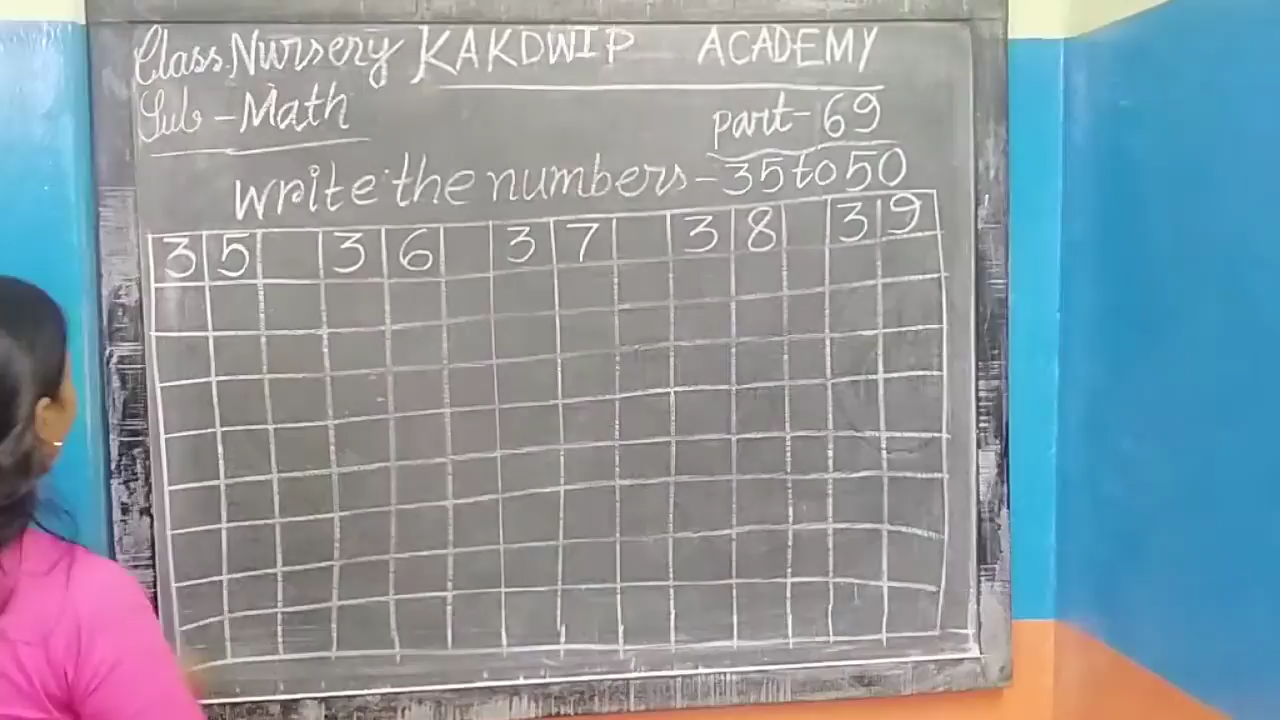 Class.Nursery KAKDWIP ACADEMY
Sub-Math
part-69
Write the numbers-35 to 50
35 36 37 38 39